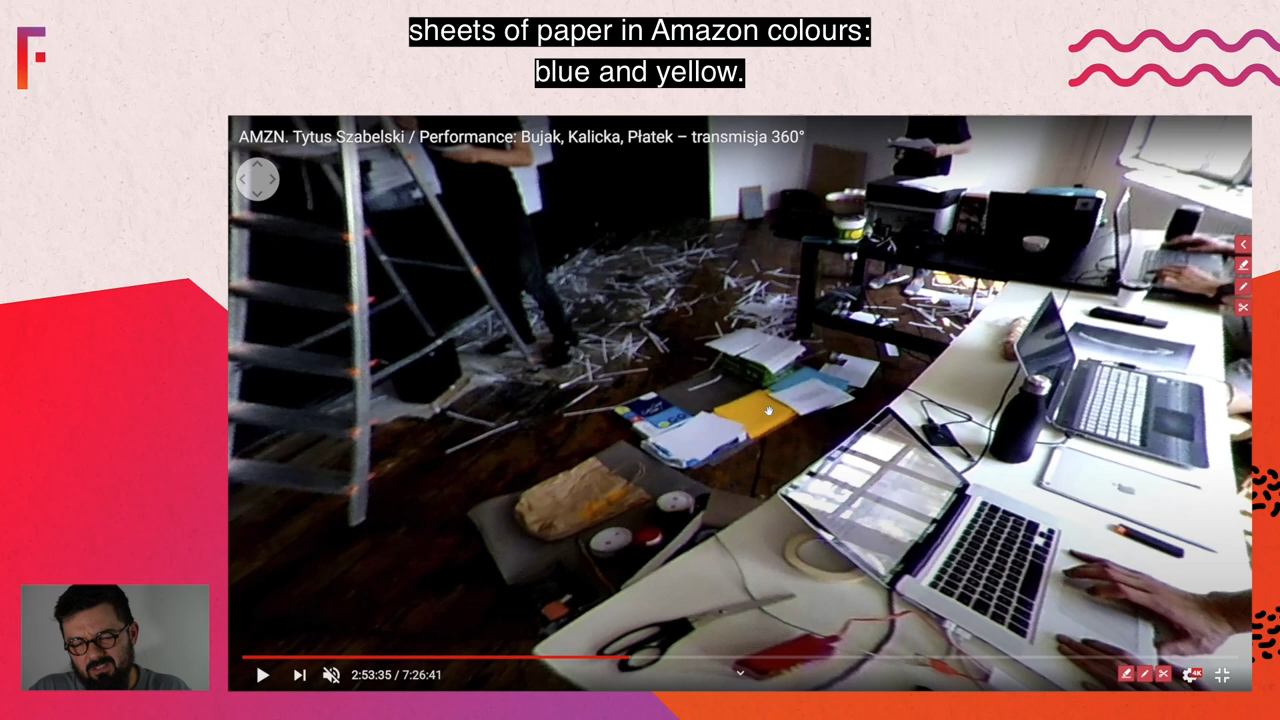 sheets of paper in Amazon colours:
blue and yellow.
AMZN. Tytus Szabelski / Performance: Bujak, Kalicka, Płatek – transmisja 360°
2:53:35 / 7:26:41
4K